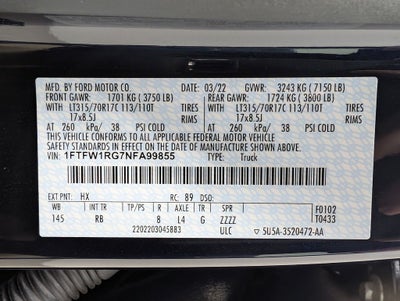 MFD. BY FORD MOTOR CO. 03/22 GVWR: 3243 KG ( 7150 LB)
FRONT GAWR: 1701 KG ( 3750 LB) REAR GAWR: 1724 KG ( 3800 LB)
WITH LT315/70R17C 113/110T TIRES WITH LT315/70R17C 113/110T TIRES
17x8.5J RIMS 17x8.5J RIMS
AT 260 kPa/ 38 PSI COLD AT 260 kPa/ 38 PSI COLD
THIS VEHICLE CONFORMS TO ALL APPLICABLE FEDERAL MOTOR VEHICLE
SAFETY STANDARDS IN EFFECT ON THE DATE OF MANUFACTURE SHOWN ABOVE.
VIN: 1FTFW1RG7NFA99855 TYPE: Truck
EXT PNT: HX RC: 89 DSO:
WB INT TR TP/PS R AXLE TR SPR F0102
145 RB 8 L4 G ZZZZ T0433
2202203045883 ULC 5U5A-3520472-AA